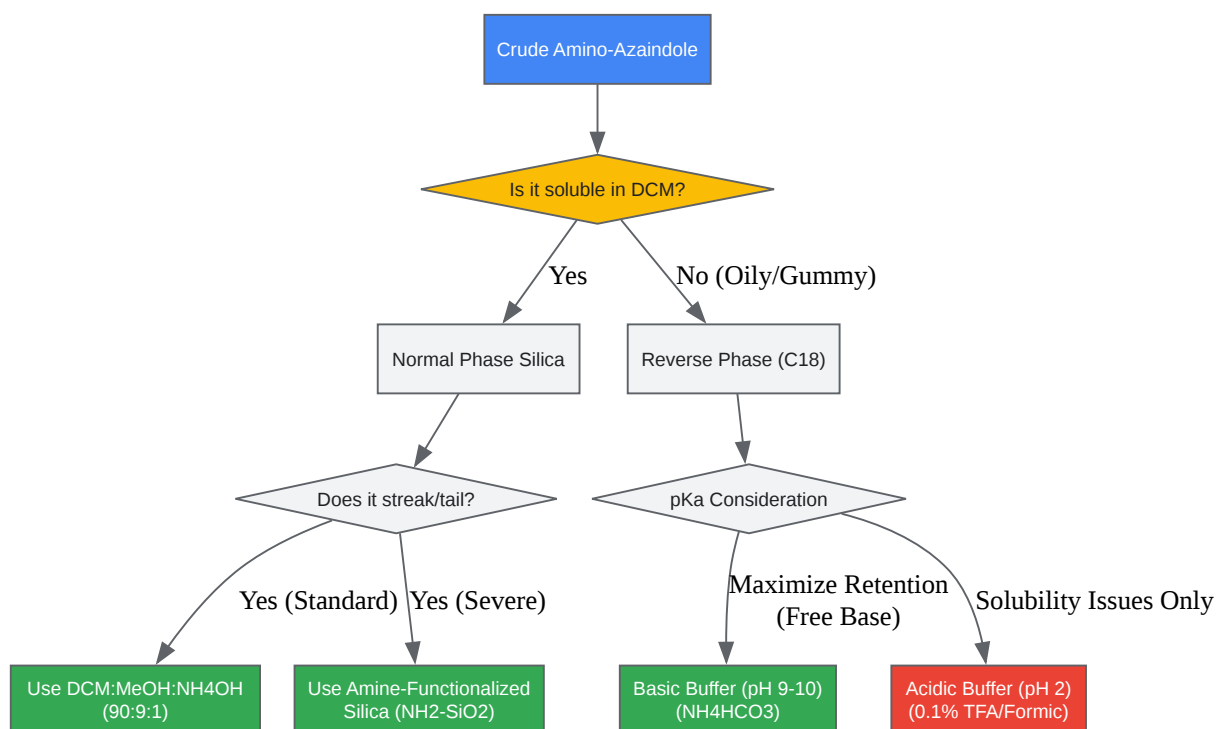 Crude Amino-Azaindole
Is it soluble in DCM?
Yes
No (Oily/Gummy)
Normal Phase Silica
Reverse Phase (C18)
Does it streak/tail?
pKa Consideration
Yes (Standard)
Yes (Severe)
Maximize Retention
(Free Base)
Solubility Issues Only
Use DCM:MeOH:NH4OH
(90:9:1)
Use Amine-Functionalized
Silica (NH2-SiO2)
Basic Buffer (pH 9-10)
(NH4HCO3)
Acidic Buffer (pH 2)
(0.1% TFA/Formic)